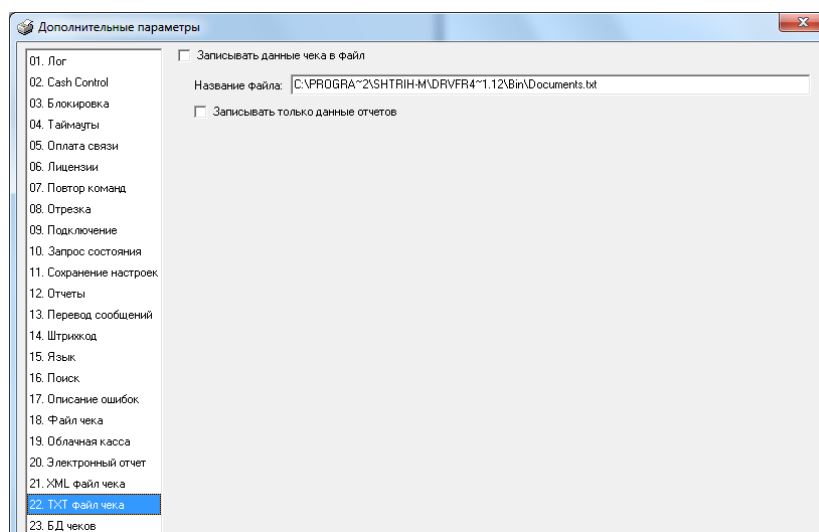 Дополнительные параметры
01. Лог
02. Cash Control
03. Блокировка
04. Таймауты
05. Оплата связи
06. Лицензии
07. Повтор команд
08. Отрезка
09. Подключение
10. Запрос состояния
11. Сохранение настроек
12. Отчеты
13. Перевод сообщений
14. Штрихкод
15. Язык
16. Поиск
17. Описание ошибок
18. Файл чека
19. Облачная касса
20. Электронный отчет
21. XML файл чека
22. TXT файл чека
23. БД чеков
Записывать данные чека в файл
Название файла: C:\PROGRA~2\SHTRIH-M\DRVFR4~1.12\Bin\Documents.txt
Записывать только данные отчетов